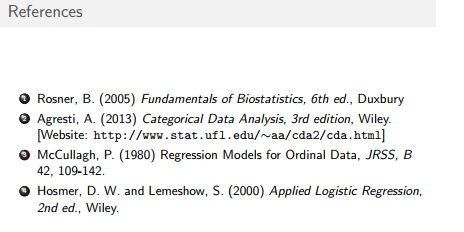 References
1 Rosner, B. (2005) Fundamentals of Biostatistics, 6th ed., Duxbury
2 Agresti, A. (2013) Categorical Data Analysis, 3rd edition, Wiley.
[Website: http://www.stat.ufl.edu/~aa/cda2/cda.html]
3 McCullagh, P. (1980) Regression Models for Ordinal Data, JRSS, B
42, 109-142.
4 Hosmer, D. W. and Lemeshow, S. (2000) Applied Logistic Regression,
2nd ed., Wiley.